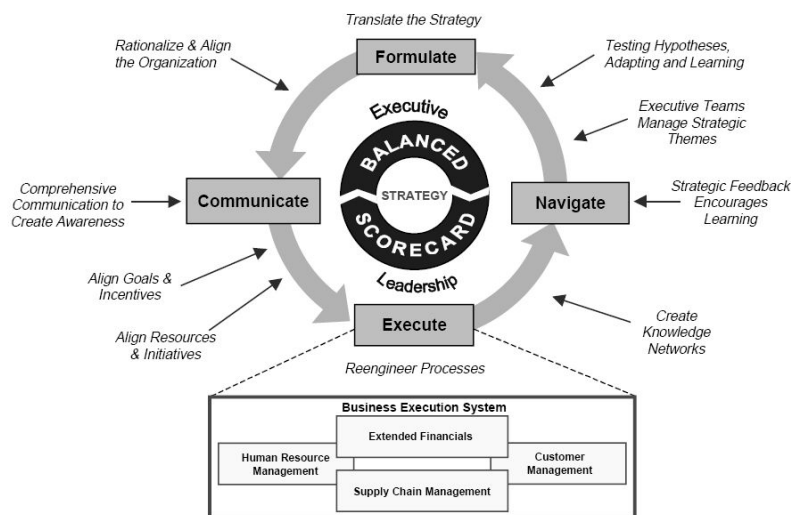 Translate the Strategy
Formulate
Rationalize & Align
the Organization
Testing Hypotheses,
Adapting and Learning
Executive Teams
Manage Strategic
Themes
Executive
BALANCED
STRATEGY
SCORECARD
Leadership
Comprehensive
Communication to
Create Awareness
Communicate
Navigate
Strategic Feedback
Encourages
Learning
Align Goals &
Incentives
Align Resources
& Initiatives
Execute
Create
Knowledge
Networks
Reengineer Processes
Business Execution System
Extended Financials
Human Resource
Management
Customer
Management
Supply Chain Management